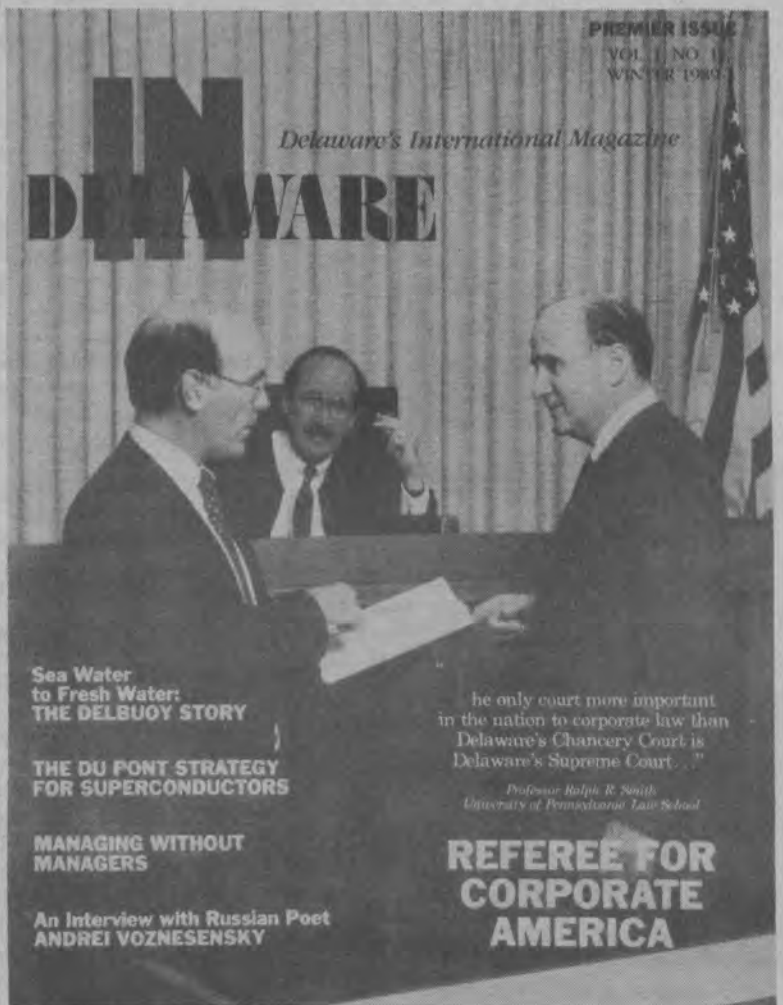 PREMIER ISSUE
VOL. 1 NO. 1
WINTER 1989
IN
Delaware's International Magazine
DELAWARE
Sea Water
to Fresh Water:
THE DELBUOY STORY
THE DU PONT STRATEGY
FOR SUPERCONDUCTORS
MANAGING WITHOUT
MANAGERS
An Interview with Russian Poet
ANDREI VOZNESENSKY
"
he only court more important
in the nation to corporate law than
Delaware's Chancery Court is
Delaware's Supreme Court . . ."
Professor Ralph R. Smith
University of Pennsylvania Law School
REFEREE FOR
CORPORATE
AMERICA